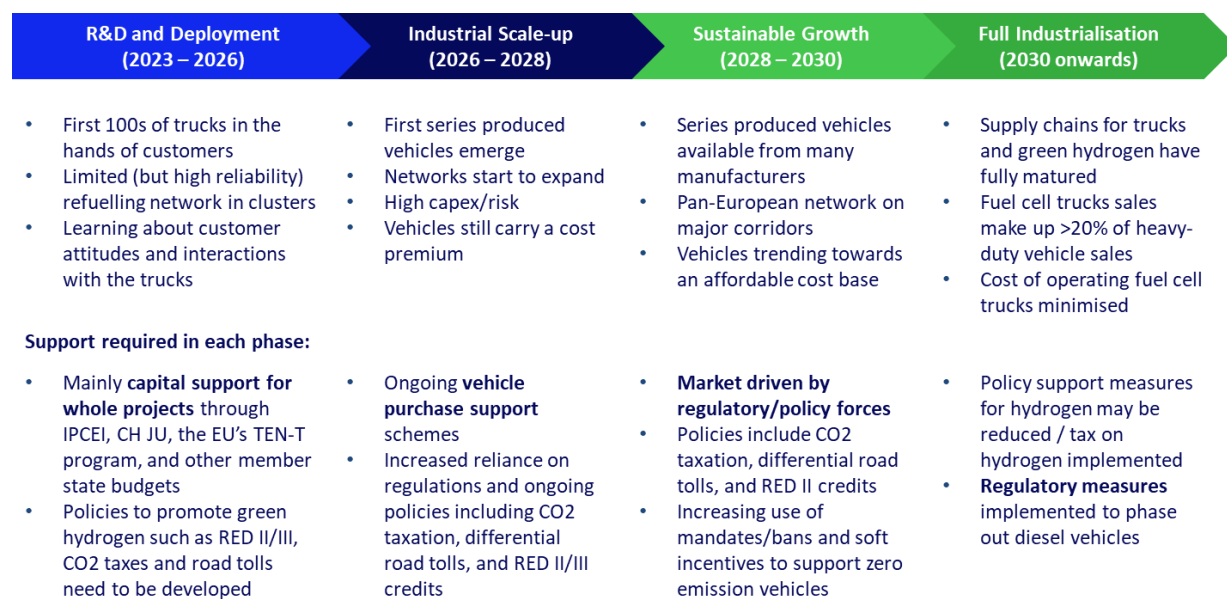 R&D and Deployment
(2023 – 2026)
Industrial Scale-up
(2026 – 2028)
Sustainable Growth
(2028 – 2030)
Full Industrialisation
(2030 onwards)
• First 100s of trucks in the
hands of customers
• Limited (but high reliability)
refuelling network in clusters
• Learning about customer
attitudes and interactions
with the trucks
• First series produced
vehicles emerge
• Networks start to expand
• High capex/risk
• Vehicles still carry a cost
premium
• Series produced vehicles
available from many
manufacturers
• Pan-European network on
major corridors
• Vehicles trending towards
an affordable cost base
• Supply chains for trucks
and green hydrogen have
fully matured
• Fuel cell trucks sales
make up >20% of heavy-
duty vehicle sales
• Cost of operating fuel cell
trucks minimised
Support required in each phase:
• Mainly capital support for
whole projects through
IPCEI, CH JU, the EU’s TEN-T
program, and other member
state budgets
• Policies to promote green
hydrogen such as RED II/III,
CO2 taxes and road tolls
need to be developed
• Ongoing vehicle
purchase support
schemes
• Increased reliance on
regulations and ongoing
policies including CO2
taxation, differential
road tolls, and RED II/III
credits
• Market driven by
regulatory/policy forces
• Policies include CO2
taxation, differential road
tolls, and RED II credits
• Increasing use of
mandates/bans and soft
incentives to support zero
emission vehicles
• Policy support measures
for hydrogen may be
reduced / tax on
hydrogen implemented
• Regulatory measures
implemented to phase
out diesel vehicles